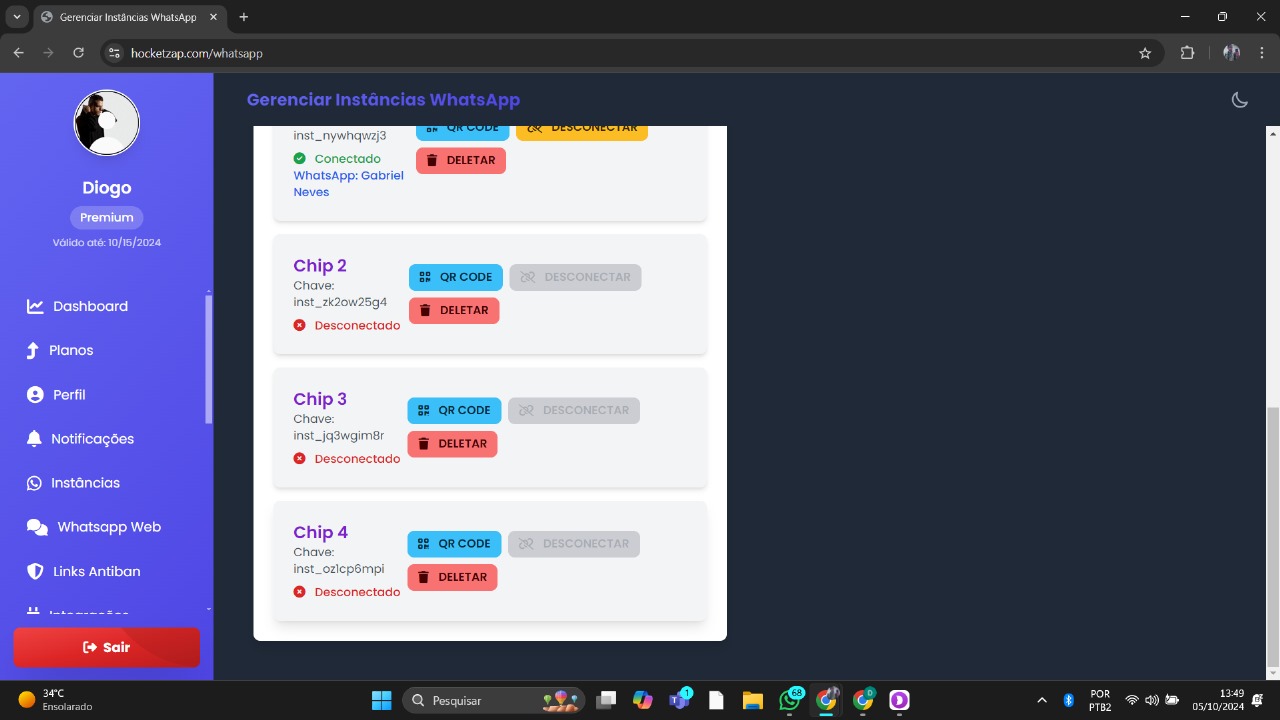 Gerenciar Instâncias WhatsApp
hocketzap.com/whatsapp
Diogo
Premium
Válido até: 10/15/2024
Dashboard
Planos
Perfil
Notificações
Instâncias
Whatsapp Web
Links Antiban
Integrações
Sair
Gerenciar Instâncias WhatsApp
inst_nywhqwzj3
Conectado
WhatsApp: Gabriel
Neves
QR CODE
DESCONECTAR
DELETAR
Chip 2
Chave:
inst_zk2ow25g4
Desconectado
QR CODE
DESCONECTAR
DELETAR
Chip 3
Chave:
inst_jq3wgim8r
Desconectado
QR CODE
DESCONECTAR
DELETAR
Chip 4
Chave:
inst_oz1cp6mpi
Desconectado
QR CODE
DESCONECTAR
DELETAR
34°C
Ensolarado
Pesquisar
1
68
D
POR
PTB2
13:49
05/10/2024